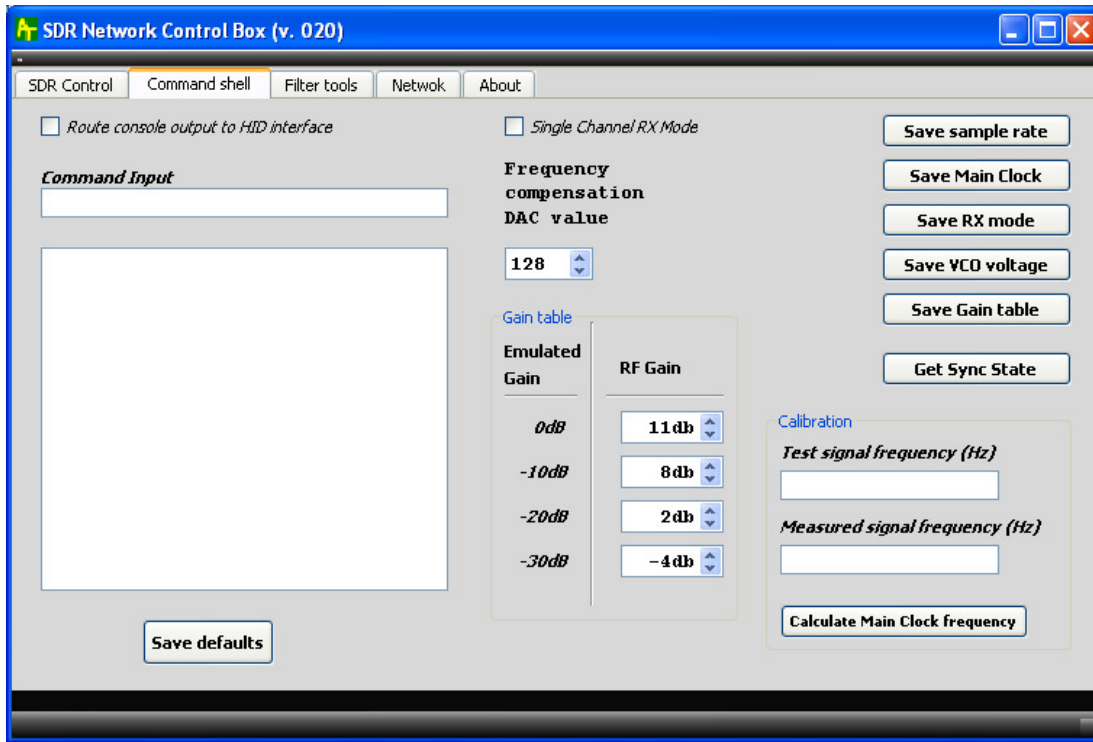 SDR Network Control Box (v. 020)
SDR Control
Command shell
Filter tools
Netwok
About
Route console output to HID interface
Command Input
Save defaults
Single Channel RX Mode
Frequency
compensation
DAC value
128
Gain table
Emulated
Gain
RF Gain
0dB
11db
-10dB
8db
-20dB
2db
-30dB
-4db
Save sample rate
Save Main Clock
Save RX mode
Save VCO voltage
Save Gain table
Get Sync State
Calibration
Test signal frequency (Hz)
Measured signal frequency (Hz)
Calculate Main Clock frequency